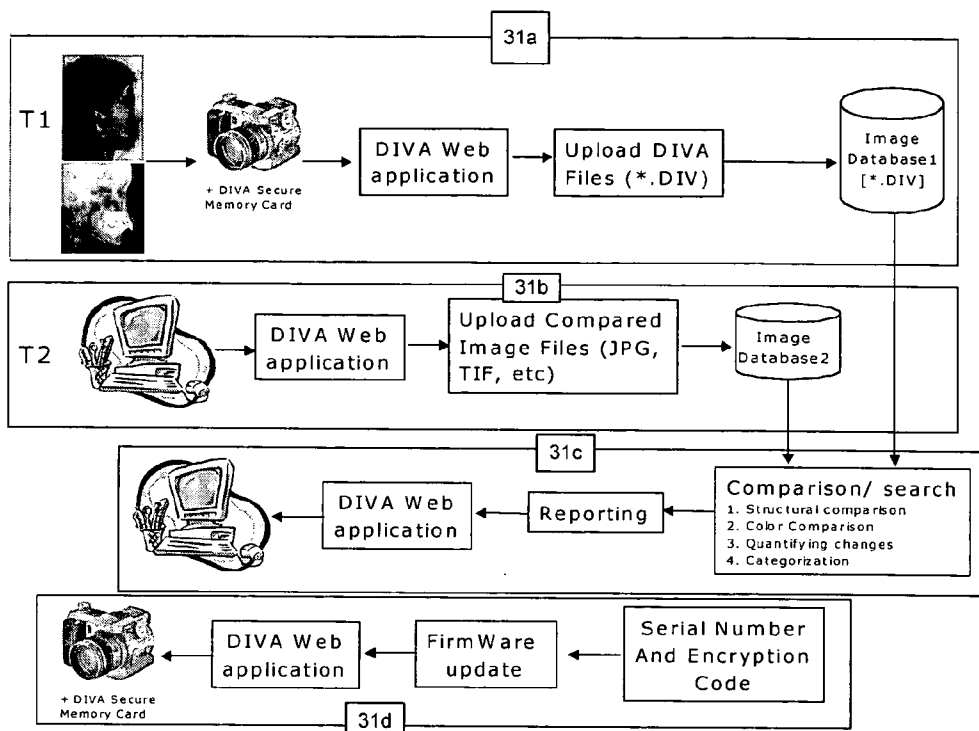 31a
T1
+ DIVA Secure
Memory Card
DIVA Web
application
Upload DIVA
Files (*.DIV)
Image
Database1
[*.DIV]
31b
T2
DIVA Web
application
Upload Compared
Image Files (JPG,
TIF, etc)
Image
Database2
31c
DIVA Web
application
Reporting
Comparison/ search
1. Structural comparison
2. Color Comparison
3. Quantifying changes
4. Categorization
+ DIVA Secure
Memory Card
DIVA Web
application
FirmWare
update
Serial Number
And Encryption
Code
31d